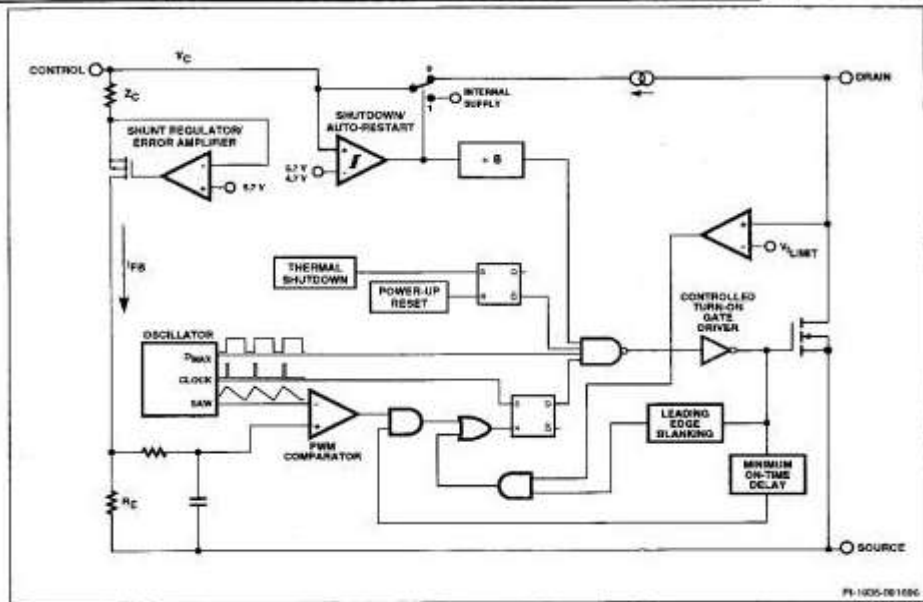 V_C
CONTROL
DRAIN
Z_C
0
1
INTERNAL
SUPPLY
SHUTDOWN/
AUTO-RESTART
SHUNT REGULATOR/
ERROR AMPLIFIER
+
-
5.7 V
4.7 V
÷ 8
-
+
5.7 V
+
-
V_I LIMIT
I_FB
THERMAL
SHUTDOWN
S
Q
R
Q̅
POWER-UP
RESET
CONTROLLED
TURN-ON
GATE
DRIVER
OSCILLATOR
D_MAX
CLOCK
SAW
-
+
PWM
COMPARATOR
S
Q
R
Q̅
LEADING
EDGE
BLANKING
MINIMUM
ON-TIME
DELAY
R_E
SOURCE